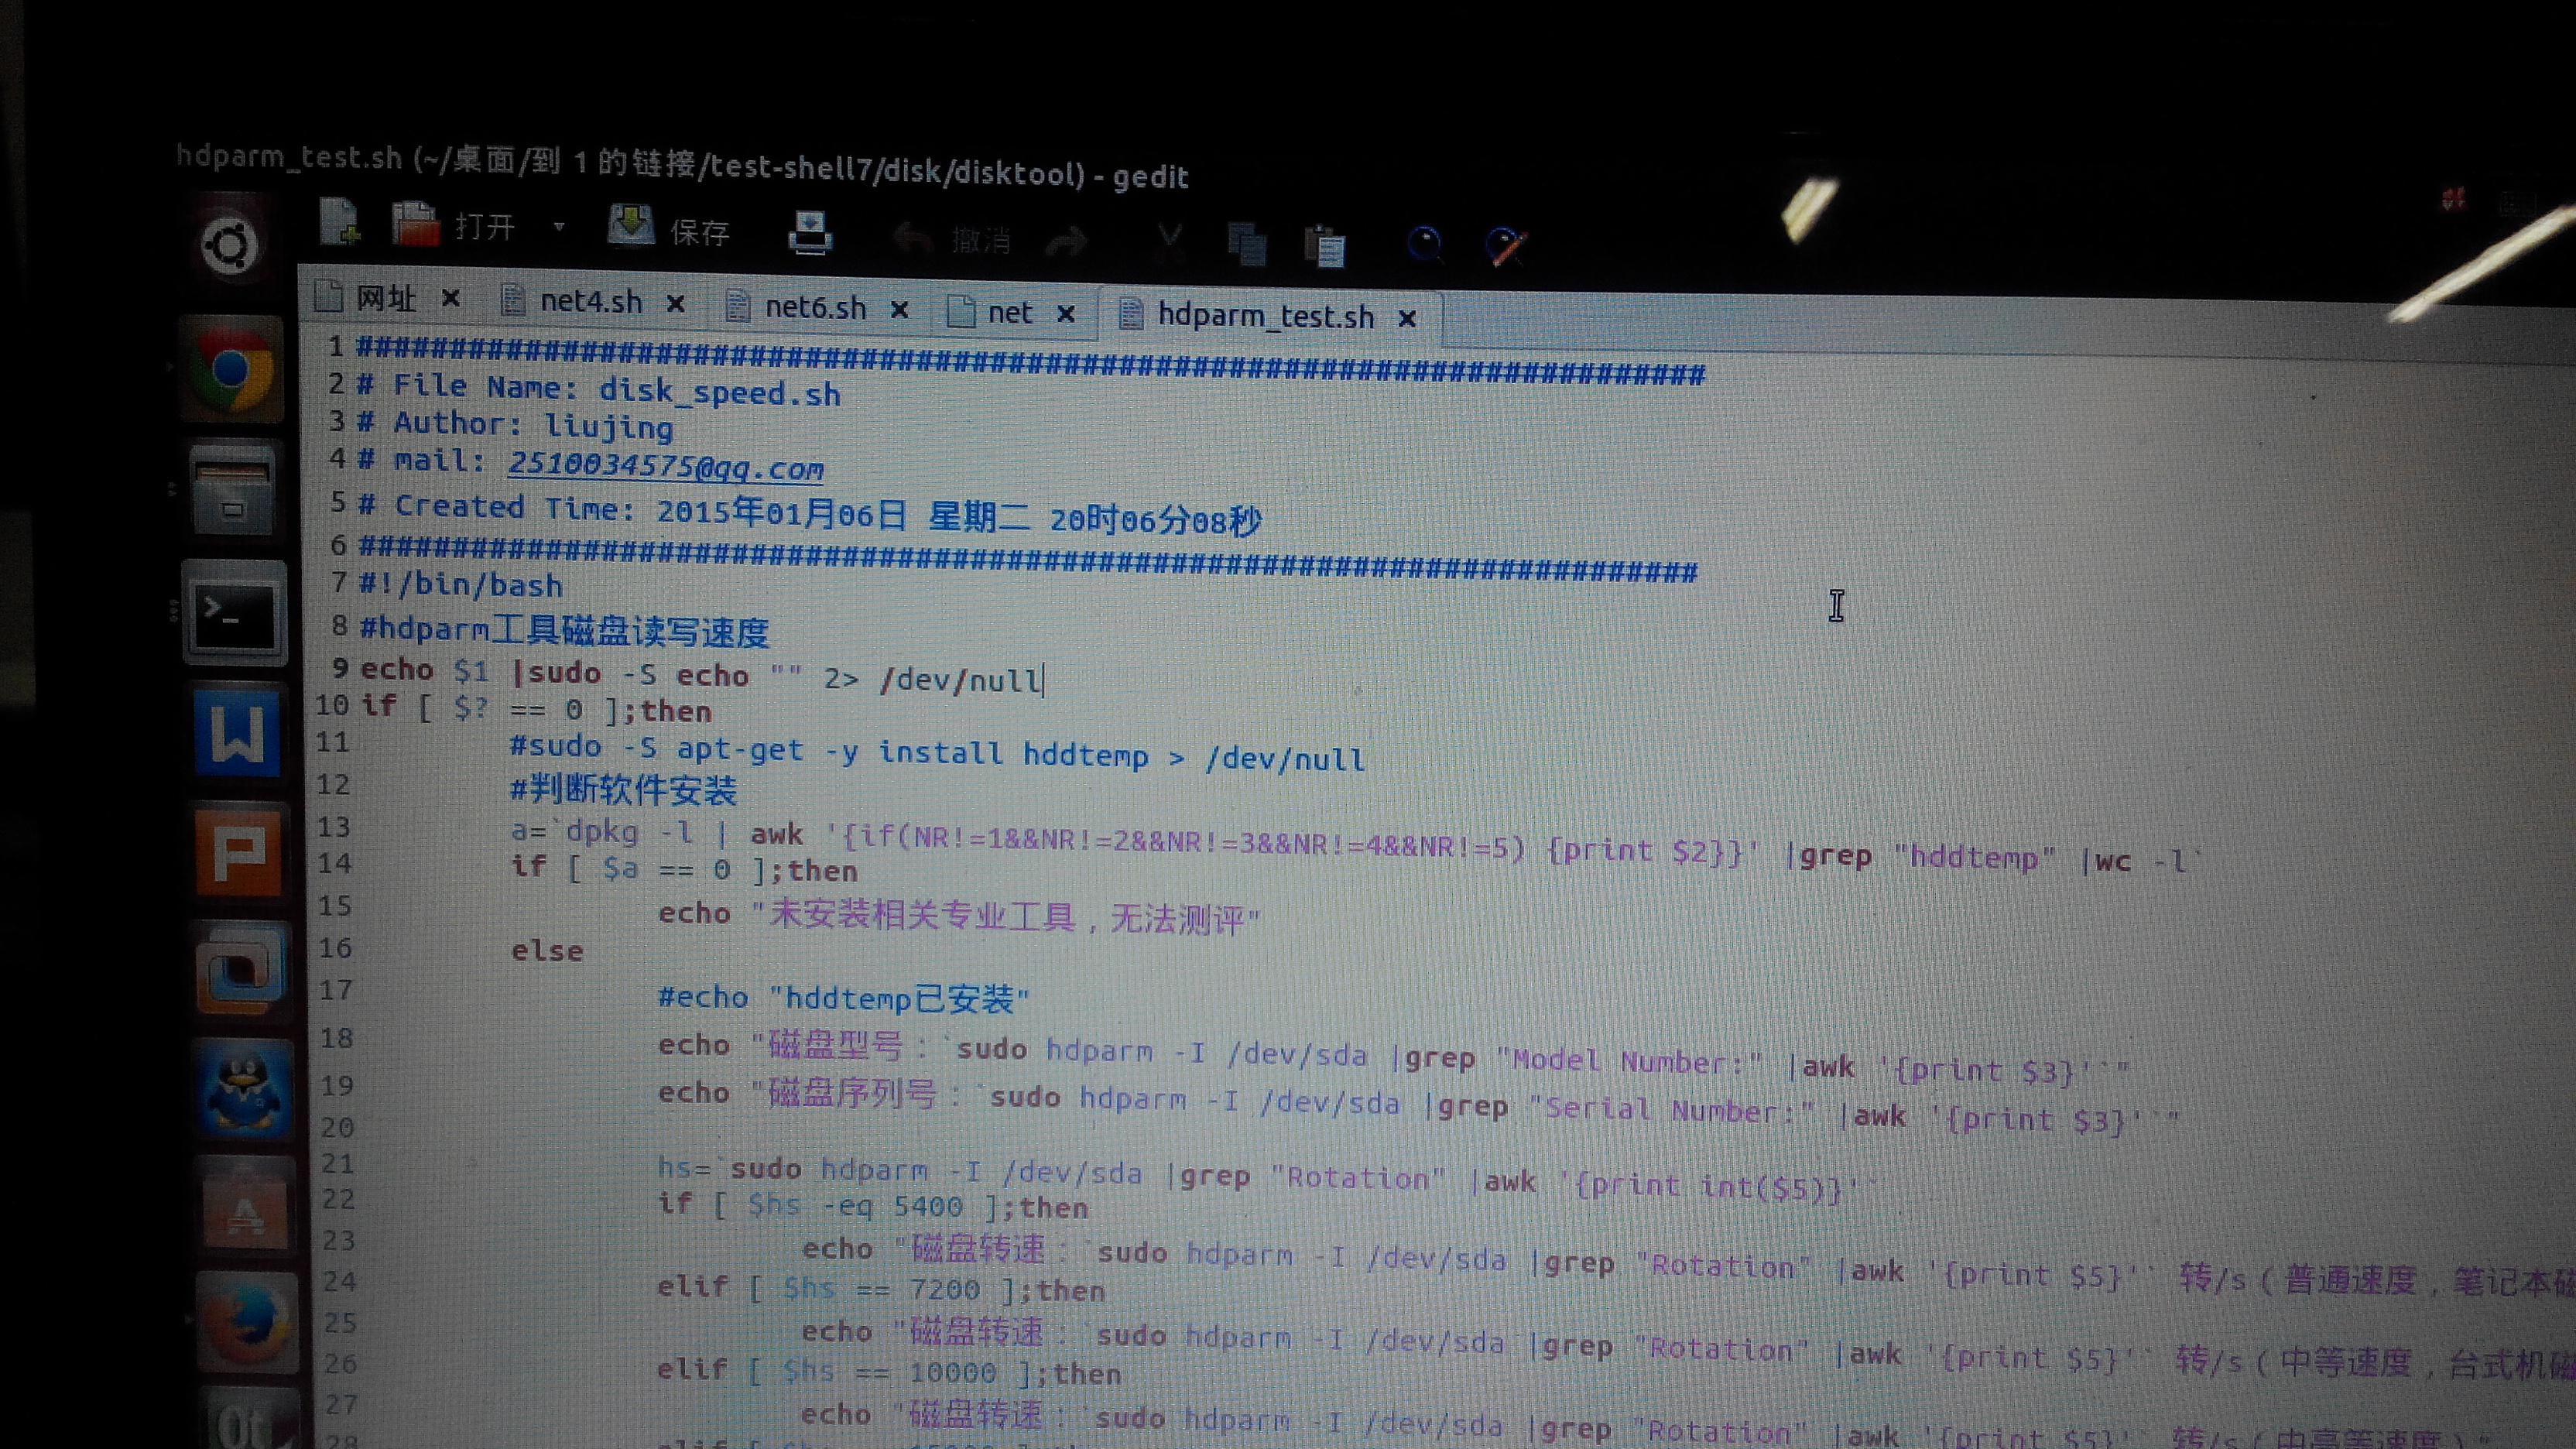 hdparm_test.sh (~/桌面/到 1 的链接/test-shell7/disk/disktool) - gedit
打开 保存 撤消
网址 net4.sh net6.sh net hdparm_test.sh
1 #########################################################################
2 # File Name: disk_speed.sh
3 # Author: liujing
4 # mail: 2510034575@qq.com
5 # Created Time: 2015年01月06日 星期二 20时06分08秒
6 #########################################################################
7 #!/bin/bash
8 #hdparm工具磁盘读写速度
9 echo $1 |sudo -S echo "" 2> /dev/null
10 if [ $? == 0 ];then
11 #sudo -S apt-get -y install hddtemp > /dev/null
12 #判断软件安装
13 a=`dpkg -l | awk '{if(NR!=1&&NR!=2&&NR!=3&&NR!=4&&NR!=5) {print $2}}' |grep "hddtemp" |wc -l`
14 if [ $a == 0 ];then
15 echo "未安装相关专业工具，无法测评"
16 else
17 #echo "hddtemp已安装"
18 echo "磁盘型号：`sudo hdparm -I /dev/sda |grep "Model Number:" |awk '{print $3}'`"
19 echo "磁盘序列号：`sudo hdparm -I /dev/sda |grep "Serial Number:" |awk '{print $3}'`"
20
21 hs=`sudo hdparm -I /dev/sda |grep "Rotation" |awk '{print int($5)}'`
22 if [ $hs -eq 5400 ];then
23 echo "磁盘转速：`sudo hdparm -I /dev/sda |grep "Rotation" |awk '{print $5}'` 转/s（普通速度，笔记本磁
24 elif [ $hs == 7200 ];then
25 echo "磁盘转速：`sudo hdparm -I /dev/sda |grep "Rotation" |awk '{print $5}'` 转/s（中等速度，台式机磁
26 elif [ $hs == 10000 ];then
27 echo "磁盘转速：`sudo hdparm -I /dev/sda |grep "Rotation" |awk '{print $5}'` 转/s（中高等速度）"
28